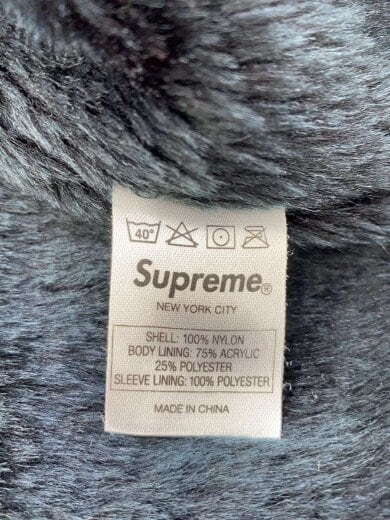 40°
Supreme®
NEW YORK CITY
SHELL: 100% NYLON
BODY LINING: 75% ACRYLIC
25% POLYESTER
SLEEVE LINING: 100% POLYESTER
MADE IN CHINA